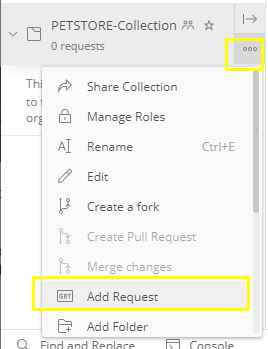 PETSTORE-Collection
0 requests
Thi
to t
org
Share Collection
Manage Roles
Rename Ctrl+E
Edit
Create a fork
Create Pull Request
Merge changes
GET Add Request
Add Folder
Find and Replace Console